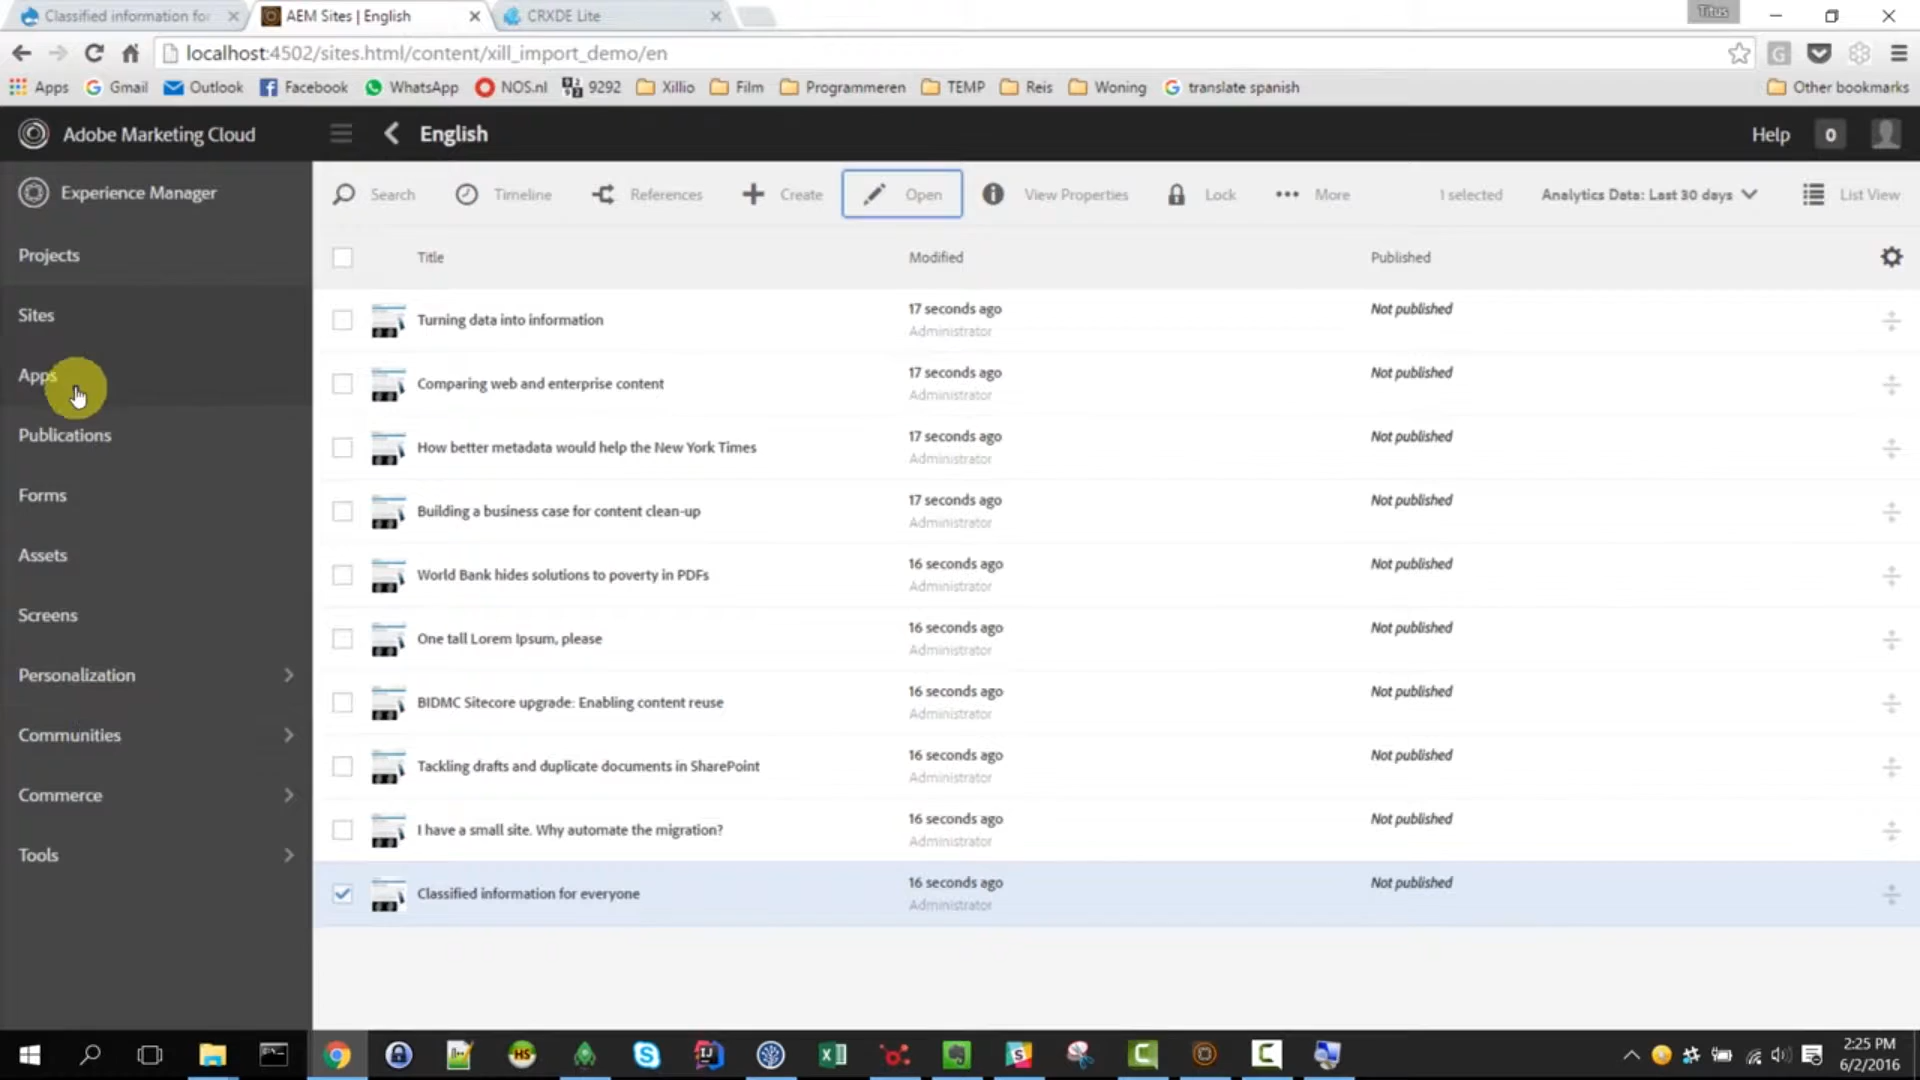 Classified information for
AEM Sites | English
CRXDE Lite
Titus
localhost:4502/sites.html/content/xill_import_demo/en
Apps
Gmail
Outlook
Facebook
WhatsApp
NOS.nl
9292
Xillio
Film
Programmeren
TEMP
Reis
Woning
translate spanish
Other bookmarks
Adobe Marketing Cloud
English
Help
0
Experience Manager
Projects
Sites
Apps
Publications
Forms
Assets
Screens
Personalization
Communities
Commerce
Tools
Search
Timeline
References
Create
Open
View Properties
Lock
More
1 selected
Analytics Data: Last 30 days
List View
Title Modified Published
Turning data into information 17 seconds ago Not published
Administrator
Comparing web and enterprise content 17 seconds ago Not published
Administrator
How better metadata would help the New York Times 17 seconds ago Not published
Administrator
Building a business case for content clean-up 17 seconds ago Not published
Administrator
World Bank hides solutions to poverty in PDFs 16 seconds ago Not published
Administrator
One tall Lorem Ipsum, please 16 seconds ago Not published
Administrator
BIDMC Sitecore upgrade: Enabling content reuse 16 seconds ago Not published
Administrator
Tackling drafts and duplicate documents in SharePoint 16 seconds ago Not published
Administrator
I have a small site. Why automate the migration? 16 seconds ago Not published
Administrator
Classified information for everyone 16 seconds ago Not published
Administrator
2:25 PM
6/2/2016